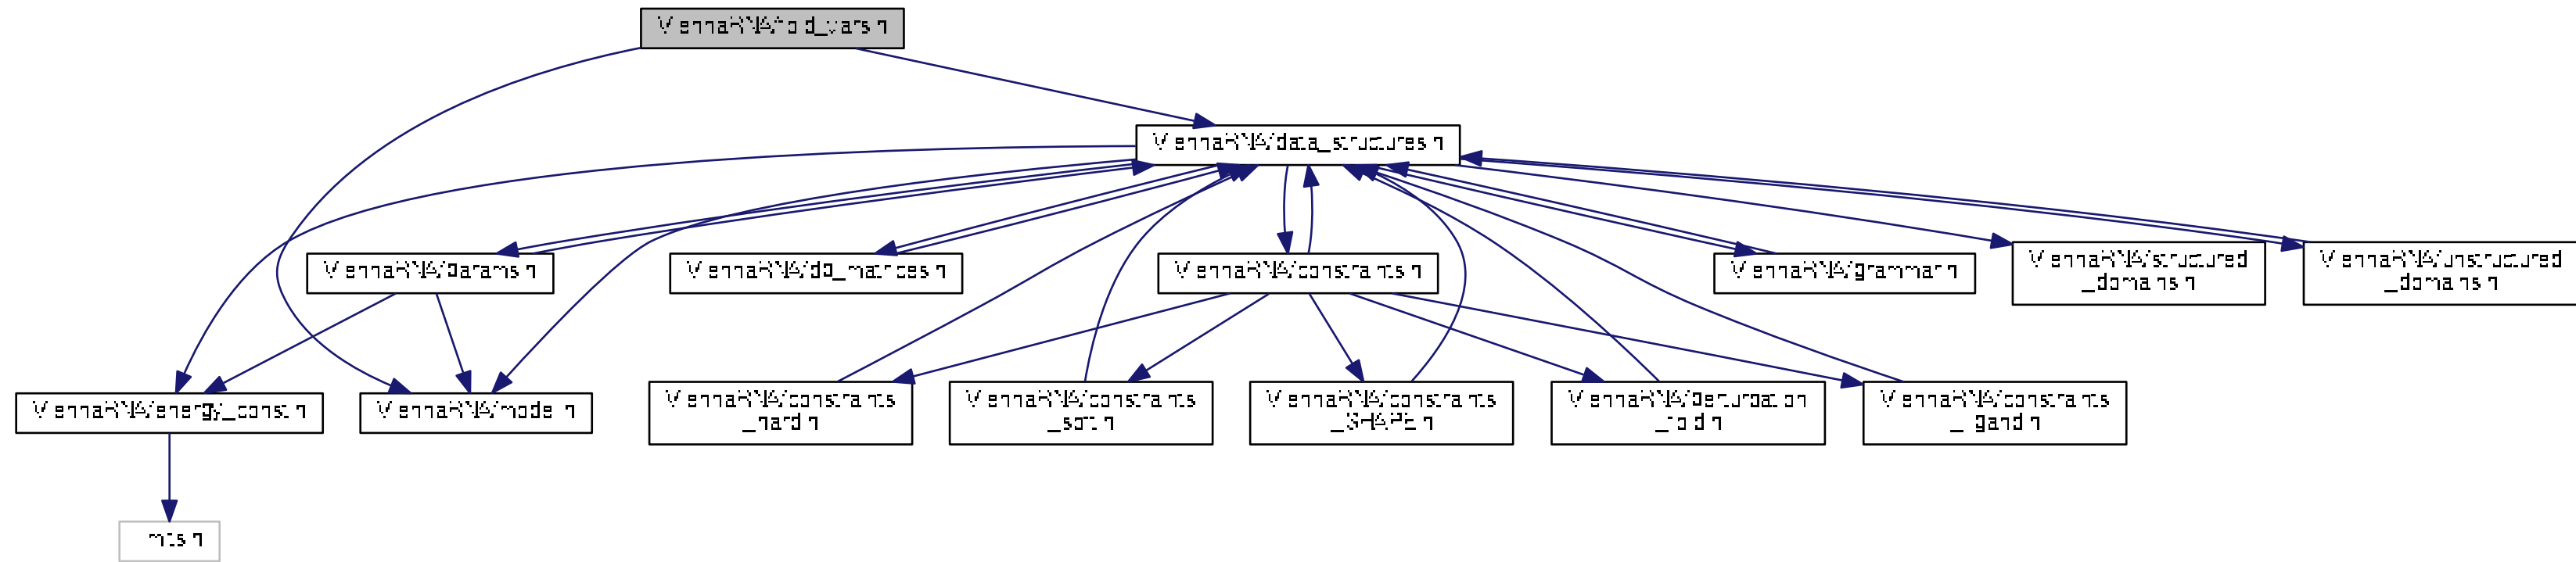 ViennaRNA/fold_vars.h
ViennaRNA/data_structures.h
ViennaRNA/params.h
ViennaRNA/dp_matrices.h
ViennaRNA/constraints.h
ViennaRNA/grammar.h
ViennaRNA/structured
_domains.h
ViennaRNA/unstructured
_domains.h
ViennaRNA/energy_const.h
ViennaRNA/model.h
ViennaRNA/constraints
_hard.h
ViennaRNA/constraints
_soft.h
ViennaRNA/constraints
_SHAPE.h
ViennaRNA/perturbation
_fold.h
ViennaRNA/constraints
_ligand.h
limits.h